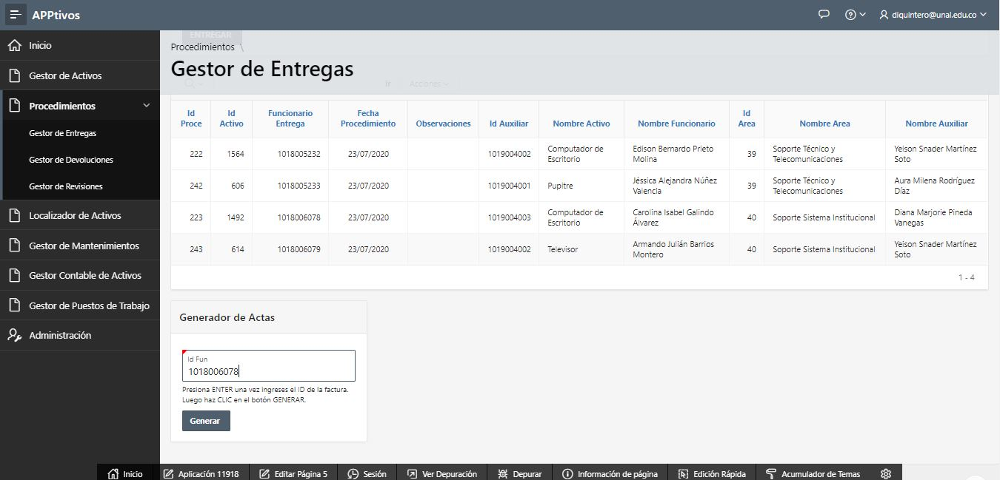 APPtivos
diquintero@unal.edu.co
Inicio
Gestor de Activos
Procedimientos
Gestor de Entregas
Gestor de Devoluciones
Gestor de Revisiones
Localizador de Activos
Gestor de Mantenimientos
Gestor Contable de Activos
Gestor de Puestos de Trabajo
Administración
ENTREGAR
Procedimientos \
Gestor de Entregas
Ir Acciones
Id Proce Id Activo Funcionario Entrega Fecha Procedimiento Observaciones Id Auxiliar Nombre Activo Nombre Funcionario Id Area Nombre Area Nombre Auxiliar
222 1564 1018005232 23/07/2020 1019004002 Computador de Escritorio Edison Bernardo Prieto Molina 39 Soporte Técnico y Telecomunicaciones Yeison Snader Martínez Soto
242 606 1018005233 23/07/2020 1019004001 Pupitre Jéssica Alejandra Núñez Valencia 39 Soporte Técnico y Telecomunicaciones Aura Milena Rodríguez Díaz
223 1492 1018006078 23/07/2020 1019004003 Computador de Escritorio Carolina Isabel Galindo Álvarez 40 Soporte Sistema Institucional Diana Marjorie Pineda Vanegas
243 614 1018006079 23/07/2020 1019004002 Televisor Armando Julián Barrios Montero 40 Soporte Sistema Institucional Yeison Snader Martínez Soto
1 - 4
Generador de Actas
Id Fun
1018006078
Presiona ENTER una vez ingreses el ID de la factura.
Luego haz CLIC en el botón GENERAR.
Generar
Inicio Aplicación 11918 Editar Página 5 Sesión Ver Depuración Depurar Información de página Edición Rápida Acumulador de Temas